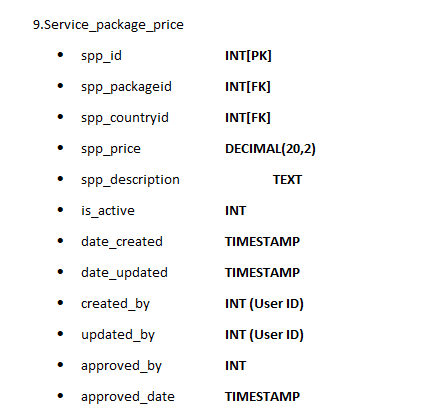 9.Service_package_price
• spp_id INT[PK]
• spp_packageid INT[FK]
• spp_countryid INT[FK]
• spp_price DECIMAL(20,2)
• spp_description TEXT
• is_active INT
• date_created TIMESTAMP
• date_updated TIMESTAMP
• created_by INT (User ID)
• updated_by INT (User ID)
• approved_by INT
• approved_date TIMESTAMP